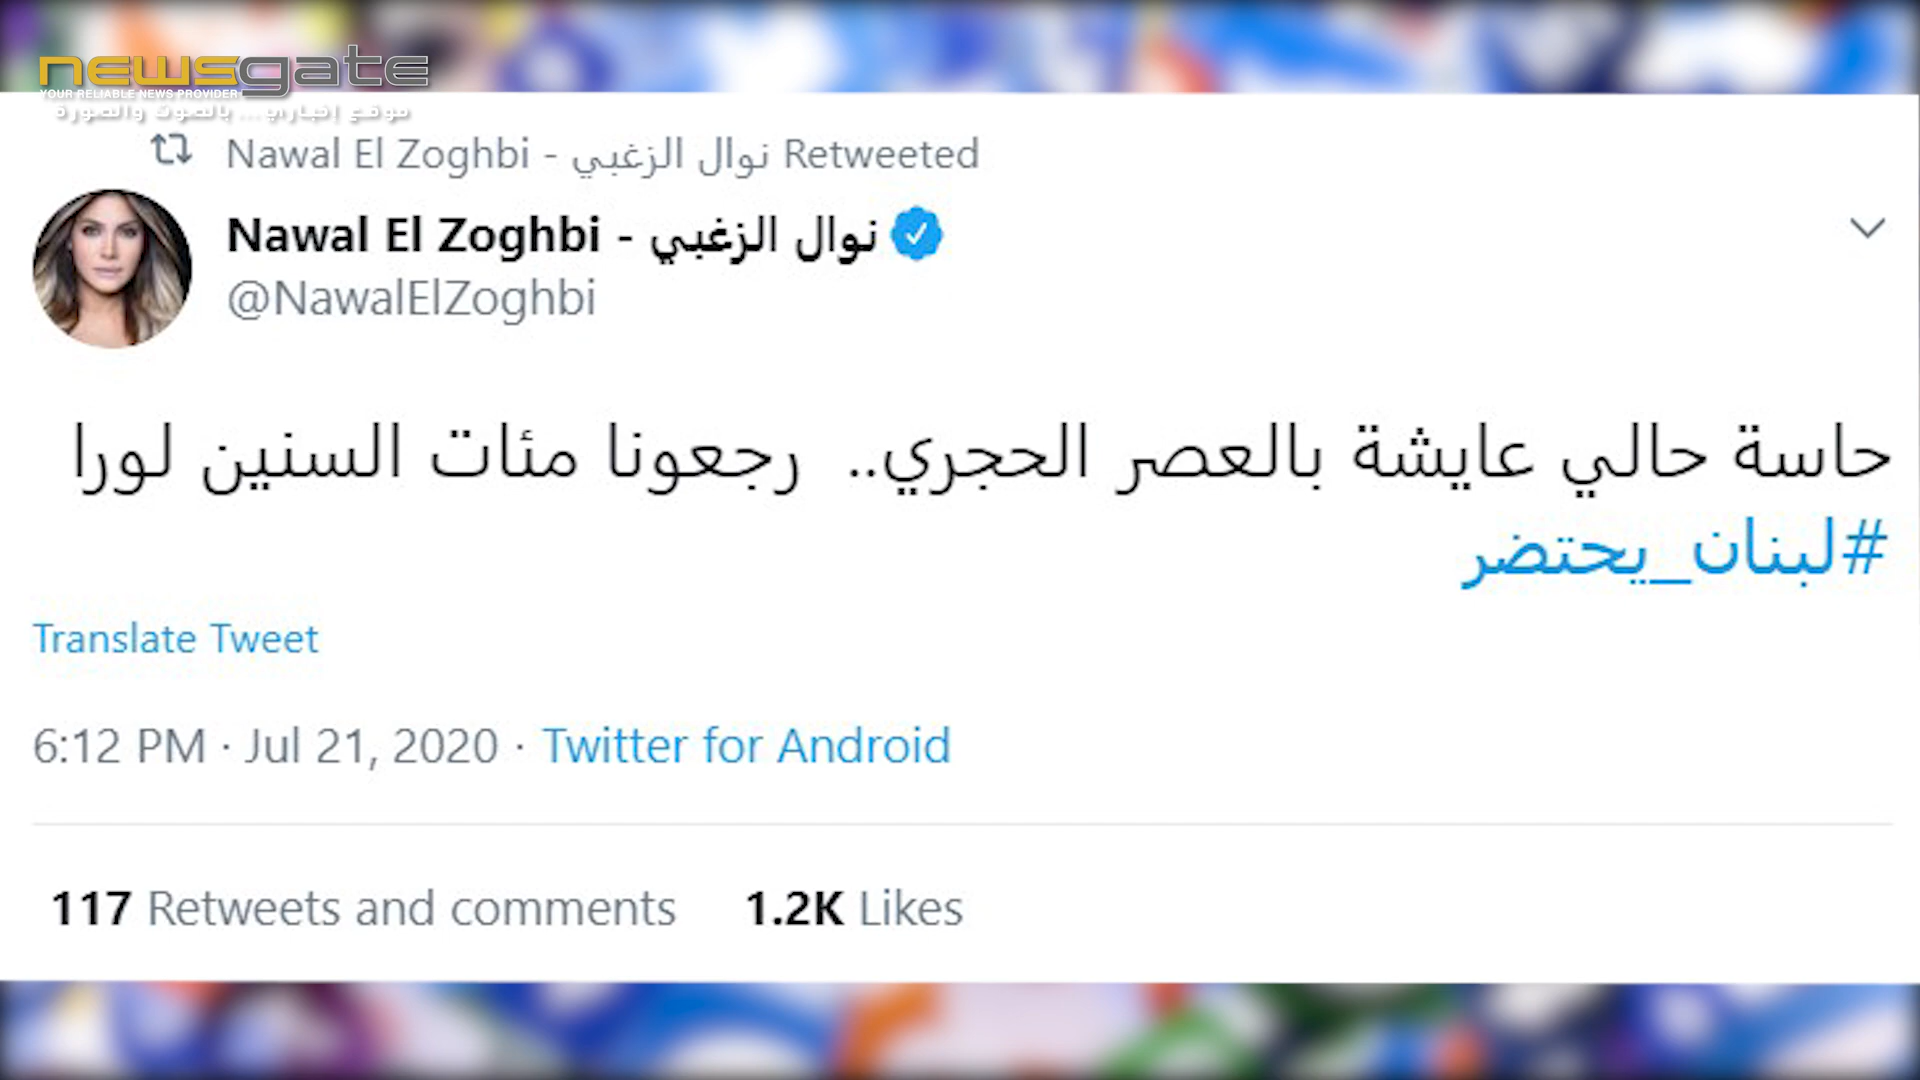 newsgate
YOUR RELIABLE NEWS PROVIDER
موقع إخباري ... بالصوت والصورة
Nawal El Zoghbi - نوال الزغبي Retweeted
Nawal El Zoghbi - نوال الزغبي
@NawalElZoghbi
حاسة حالي عايشة بالعصر الحجري.. رجعونا مئات السنين لورا
#لبنان_يحتضر
Translate Tweet
6:12 PM · Jul 21, 2020 · Twitter for Android
117 Retweets and comments 1.2K Likes